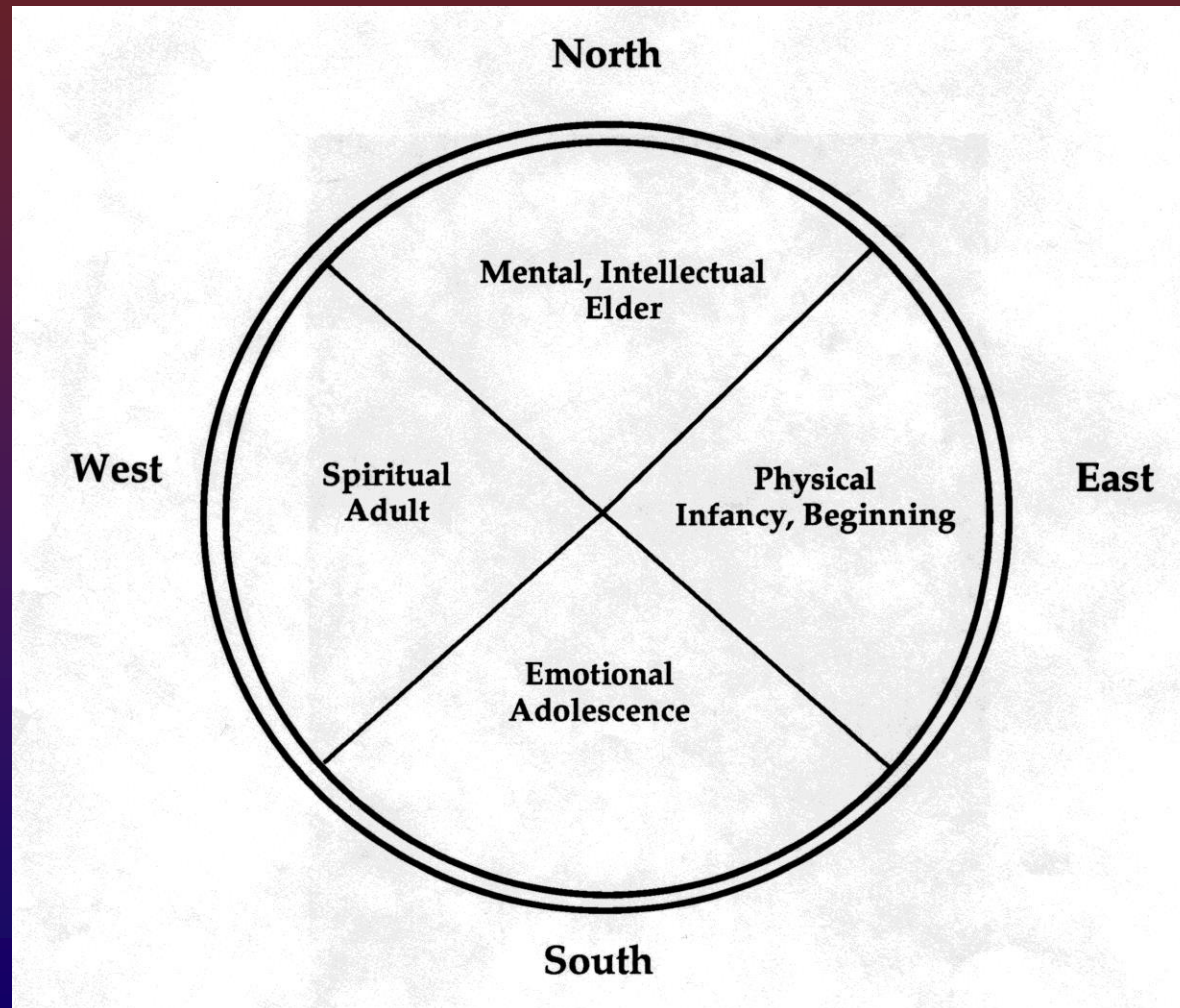 North
Mental, Intellectual
Elder
West
Spiritual
Adult
Physical
Infancy, Beginning
East
Emotional
Adolescence
South